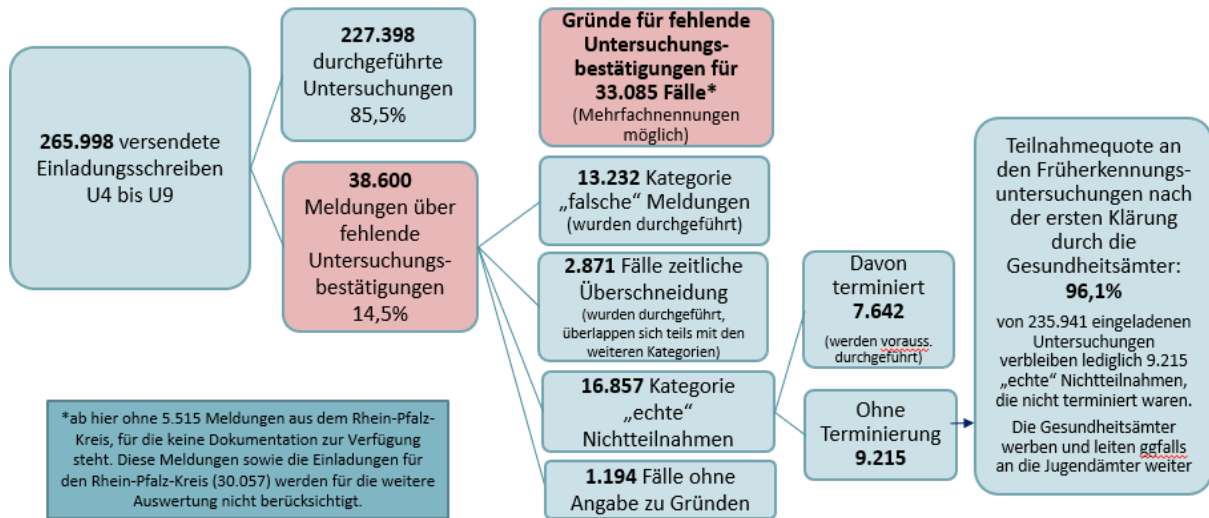 265.998 versendete
Einladungsschreiben
U4 bis U9
227.398
durchgeführte
Untersuchungen
85,5%
38.600
Meldungen über
fehlende
Untersuchungs-
bestätigungen
14,5%
Gründe für fehlende
Untersuchungs-
bestätigungen für
33.085 Fälle*
(Mehrfachnennungen
möglich)
13.232 Kategorie
„falsche“ Meldungen
(wurden durchgeführt)
2.871 Fälle zeitliche
Überschneidung
(wurden durchgeführt,
überlappen sich teils mit den
weiteren Kategorien)
16.857 Kategorie
„echte“
Nichtteilnahmen
1.194 Fälle ohne
Angabe zu Gründen
Davon
terminiert
7.642
(werden vorauss.
durchgeführt)
Ohne
Terminierung
9.215
Teilnahmequote an
den Früherkennungs-
untersuchungen nach
der ersten Klärung
durch die
Gesundheitsämter:
96,1%
von 235.941 eingeladenen
Untersuchungen
verbleiben lediglich 9.215
„echte“ Nichtteilnahmen,
die nicht terminiert waren.
Die Gesundheitsämter
werben und leiten ggfalls
an die Jugendämter weiter
*ab hier ohne 5.515 Meldungen aus dem Rhein-Pfalz-
Kreis, für die keine Dokumentation zur Verfügung
steht. Diese Meldungen sowie die Einladungen für
den Rhein-Pfalz-Kreis (30.057) werden für die weitere
Auswertung nicht berücksichtigt.